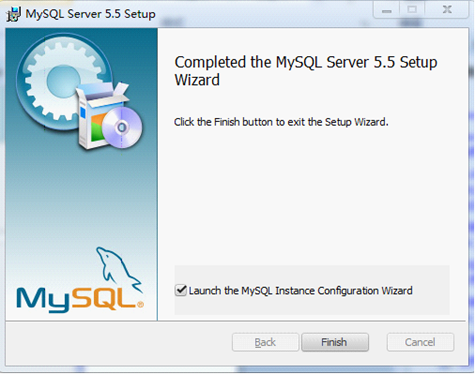 MySQL Server 5.5 Setup
Completed the MySQL Server 5.5 Setup
Wizard
Click the Finish button to exit the Setup Wizard.
MySQL®
Launch the MySQL Instance Configuration Wizard
Back Finish Cancel